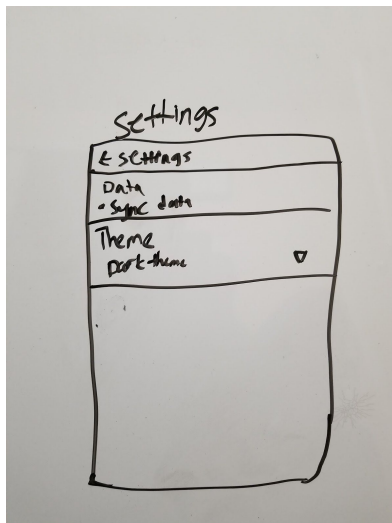 Settings
← settings
Data
• Sync data
Theme
Dark theme